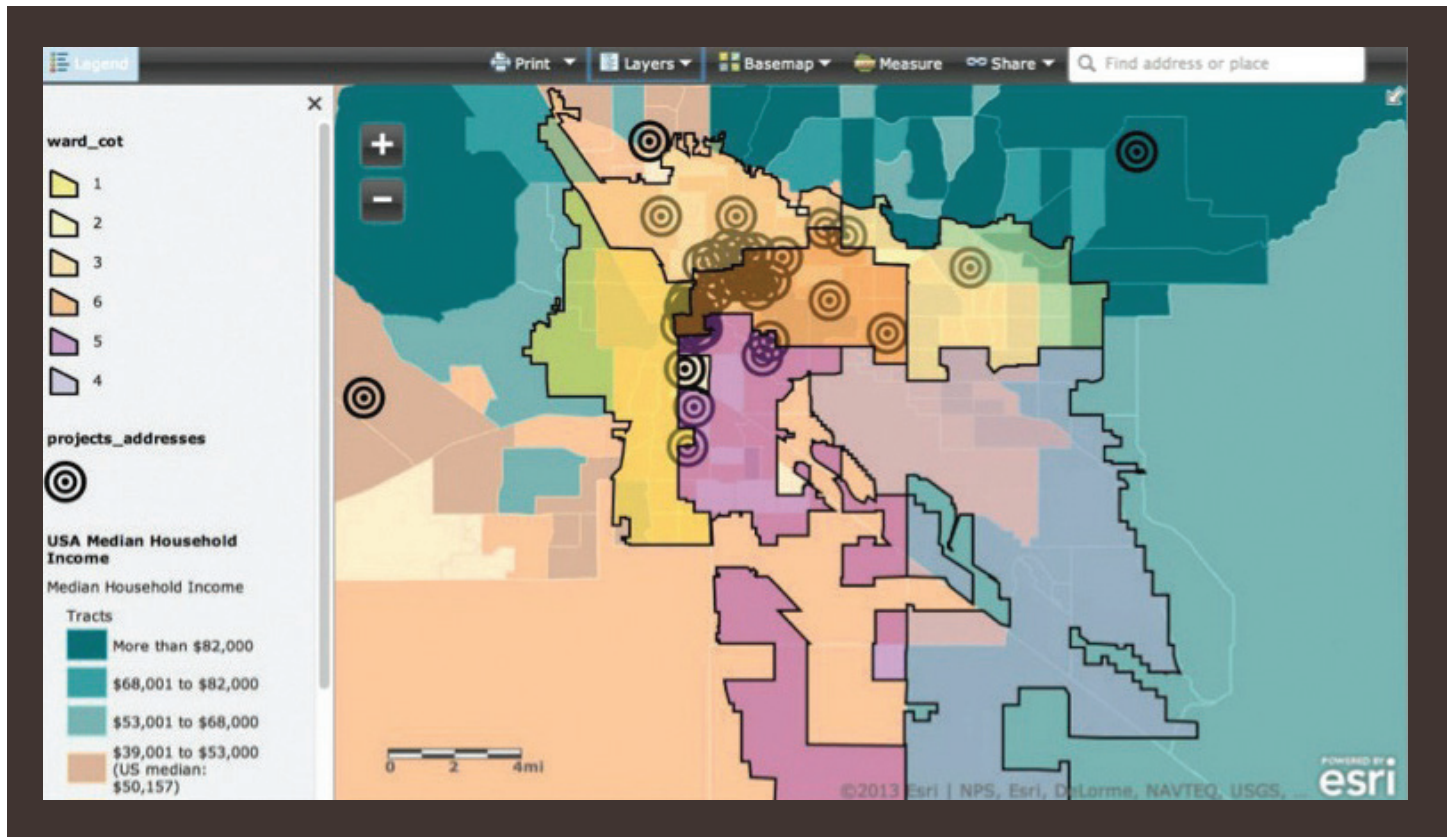 Legend
Print
Layers
Basemap
Measure
Share
Find address or place
ward_cot
1
2
3
6
5
4
projects_addresses
USA Median Household
Income
Median Household Income
Tracts
More than $82,000
$68,001 to $82,000
$53,001 to $68,000
$39,001 to $53,000
(US median:
$50,157)
0 2 4mi
©2013 Esri | NPS, Esri, DeLorme, NAVTEQ, USGS, ...
POWERED BY
esri